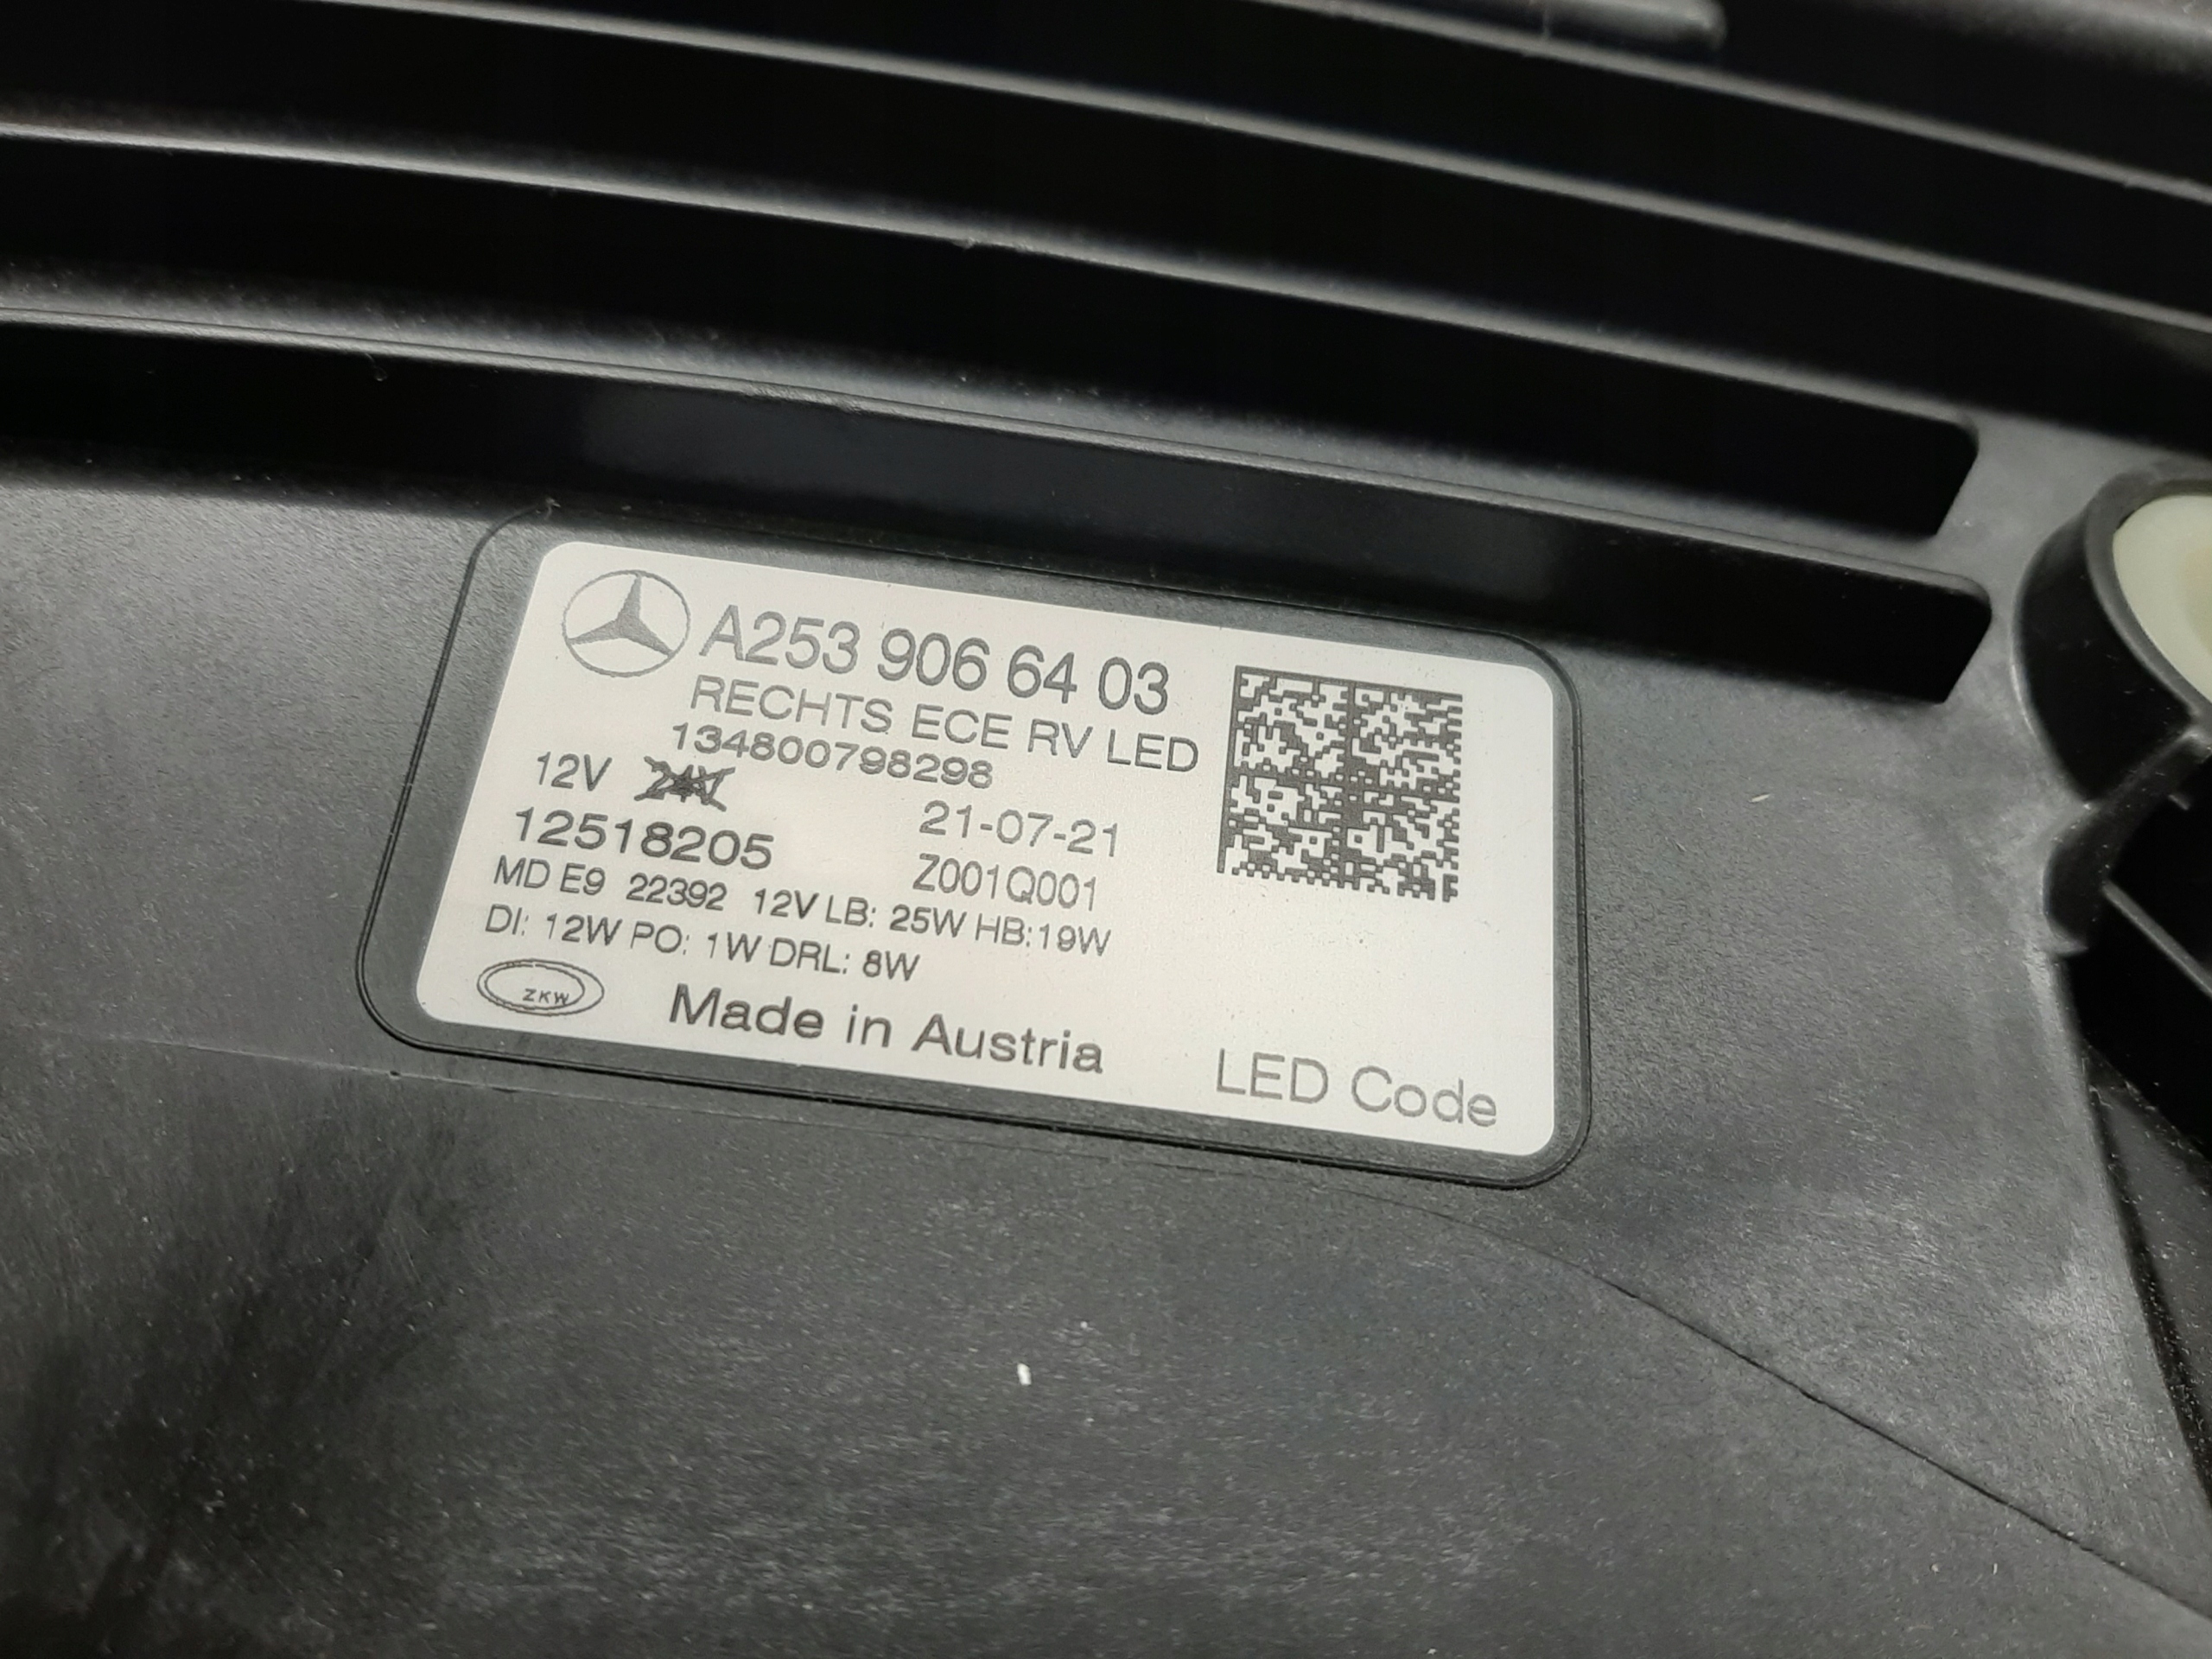 A253 906 64 03
RECHTS ECE RV LED
134800798298
12V 24V
21-07-21
12518205
Z001Q001
MD E9 22392 12V LB: 25W HB:19W
DI: 12W PO: 1W DRL: 8W
ZKW
Made in Austria
LED Code